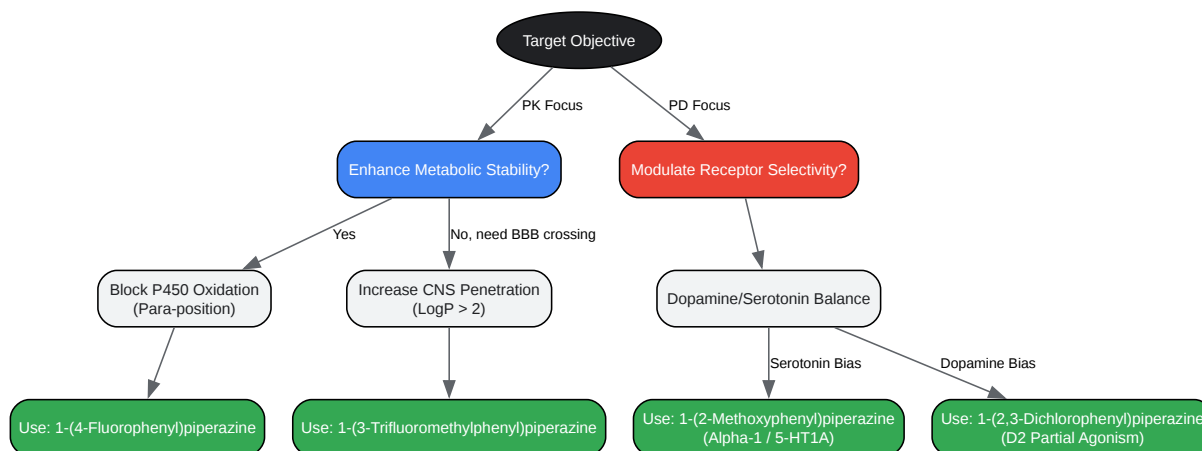 Target Objective
PK Focus
PD Focus
Enhance Metabolic Stability?
Modulate Receptor Selectivity?
Yes
No, need BBB crossing
Block P450 Oxidation
(Para-position)
Increase CNS Penetration
(LogP > 2)
Dopamine/Serotonin Balance
Serotonin Bias
Dopamine Bias
Use: 1-(4-Fluorophenyl)piperazine
Use: 1-(3-Trifluoromethylphenyl)piperazine
Use: 1-(2-Methoxyphenyl)piperazine
(Alpha-1 / 5-HT1A)
Use: 1-(2,3-Dichlorophenyl)piperazine
(D2 Partial Agonism)